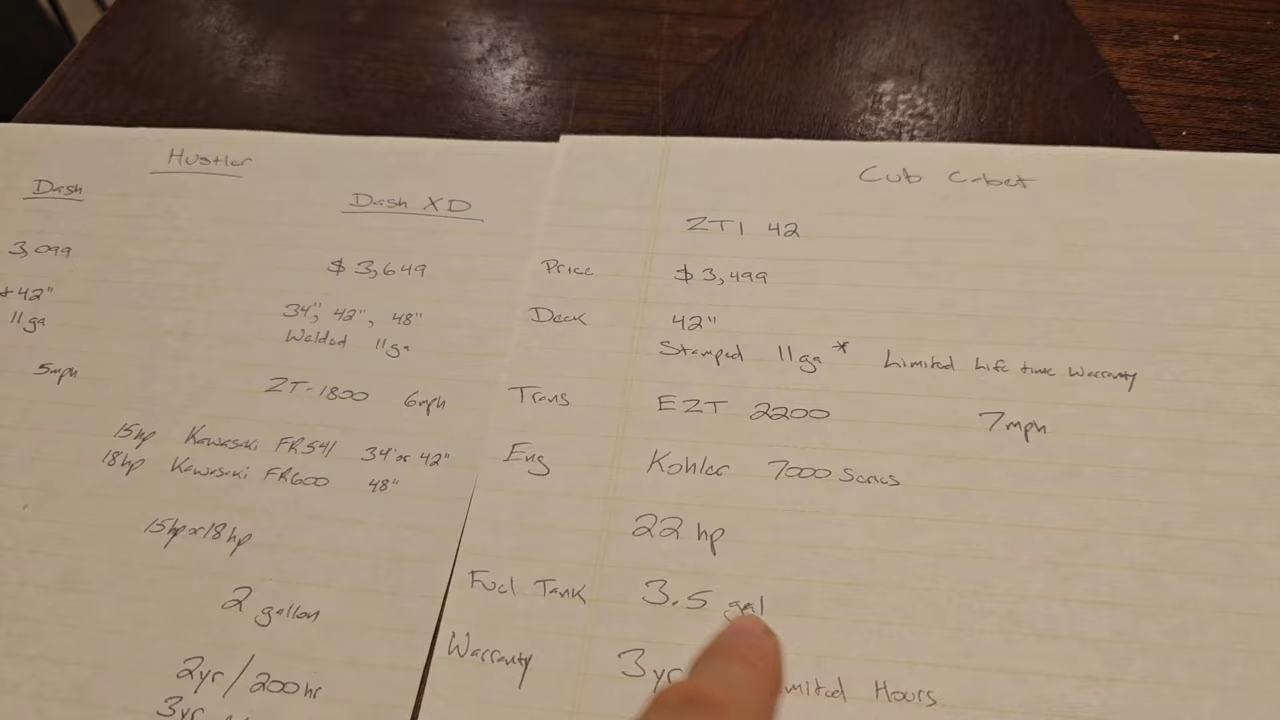 Hustler
Dash
Dash XD
3,099
$ 3,649
42"
34", 42", 48"
11ga
Welded 11ga
5mph
ZT-1800 6mph
15hp Kawasaki FR541 34" or 42"
18hp Kawasaki FR600 48"
15hp or 18hp
2 gallon
2yr/200hr
3yr
Cub Cabet
ZT1 42
Price $ 3,499
Deck 42"
Stamped 11ga * Limited Life time Warranty
Trans EZT 2200 7mph
Eng Kohler 7000 Series
22 hp
Fuel Tank 3.5 gal
Warranty 3yr mited Hours